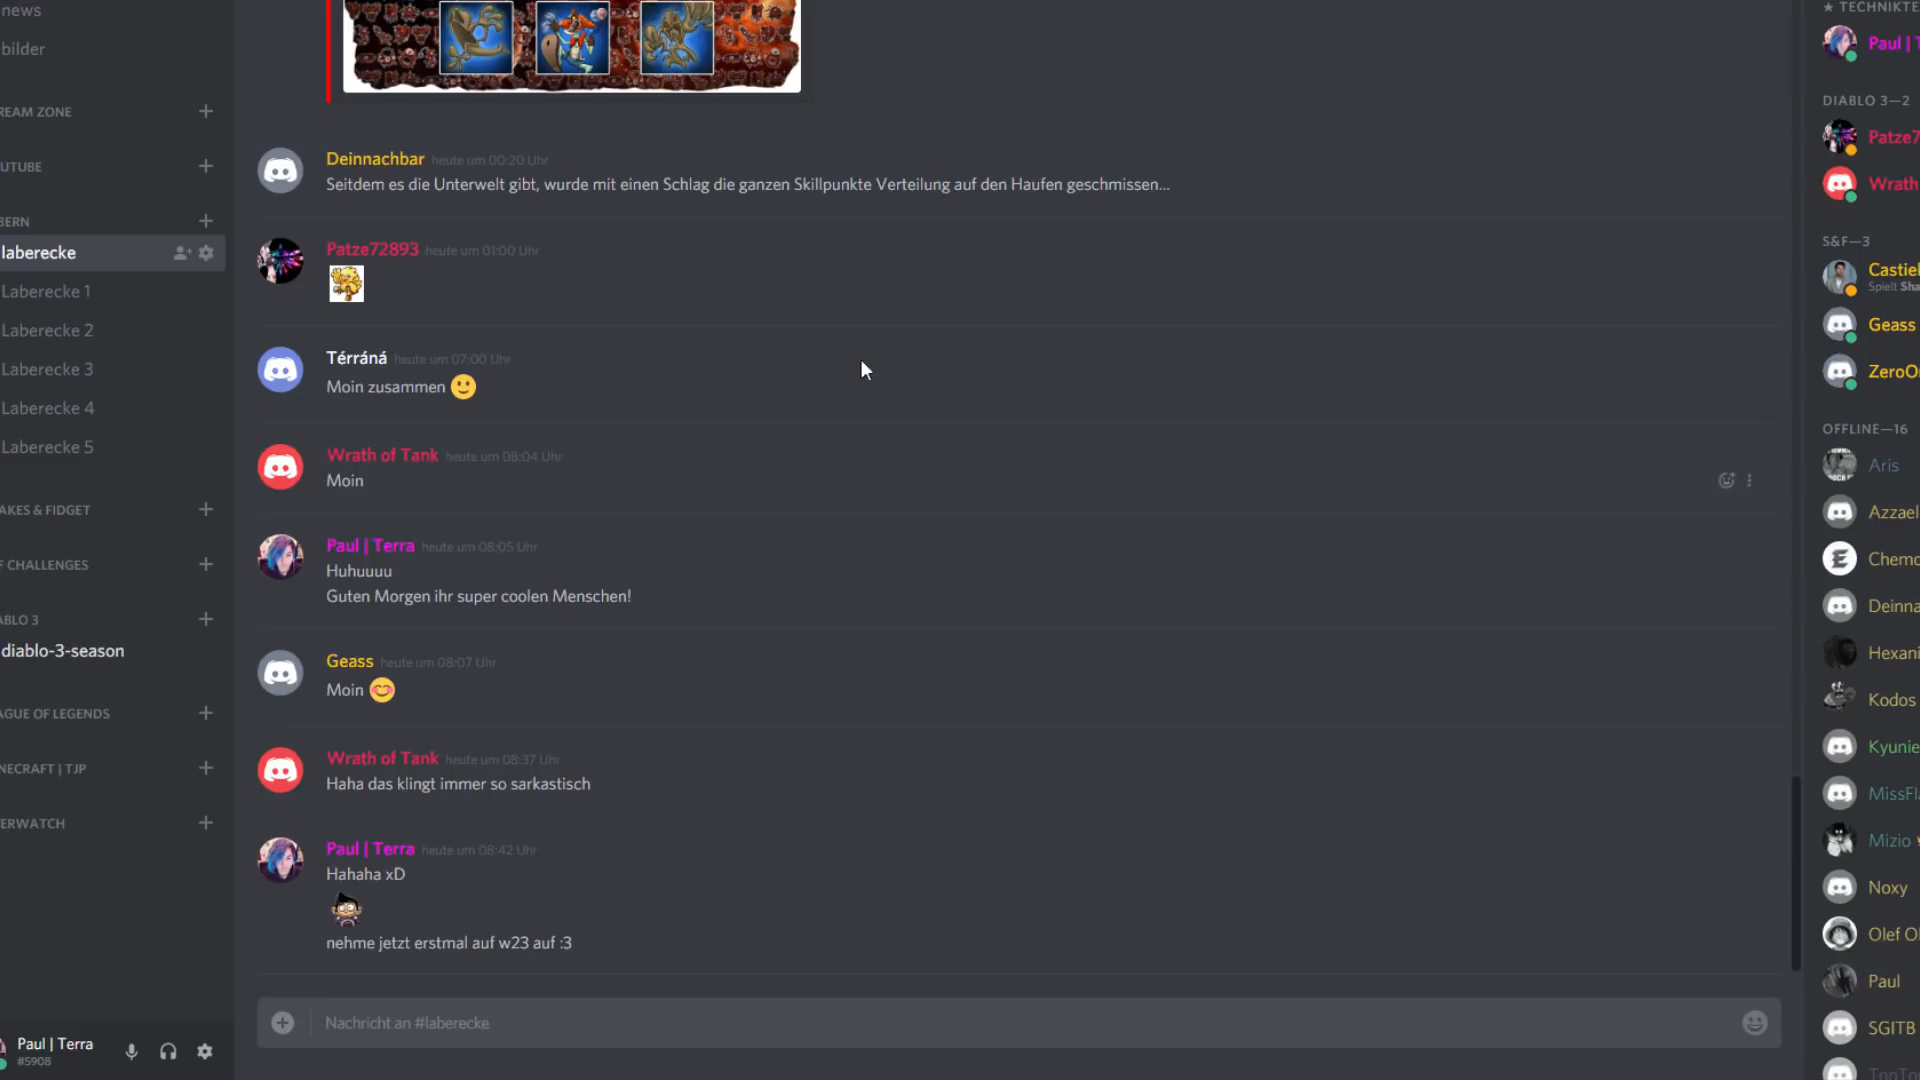 news
bilder
REAM ZONE
UTUBE
BERN
laberecke
Laberecke 1
Laberecke 2
Laberecke 3
Laberecke 4
Laberecke 5
AKES & FIDGET
F CHALLENGES
ABLO 3
diablo-3-season
AGUE OF LEGENDS
NECRAFT | TJP
ERWATCH
Paul | Terra
#5908
Deinnachbar heute um 00:20 Uhr
Seitdem es die Unterwelt gibt, wurde mit einen Schlag die ganzen Skillpunkte Verteilung auf den Haufen geschmissen...
Patze72893 heute um 01:00 Uhr
Térráná heute um 07:00 Uhr
Moin zusammen
Wrath of Tank heute um 08:04 Uhr
Moin
Paul | Terra heute um 08:05 Uhr
Huhuuuu
Guten Morgen ihr super coolen Menschen!
Geass heute um 08:07 Uhr
Moin
Wrath of Tank heute um 08:37 Uhr
Haha das klingt immer so sarkastisch
Paul | Terra heute um 08:42 Uhr
Hahaha xD
nehme jetzt erstmal auf w23 auf :3
Nachricht an #laberecke
★ TECHNIKTE
Paul | T
DIABLO 3—2
Patze7
Wrath
S&F—3
Castiel
Spielt Sha
Geass
ZeroO
OFFLINE—16
Aris
Azzael
Chemo
Deinna
Hexani
Kodos
Kyunie
MissFla
Mizio
Noxy
Olef Ol
Paul
SGITB